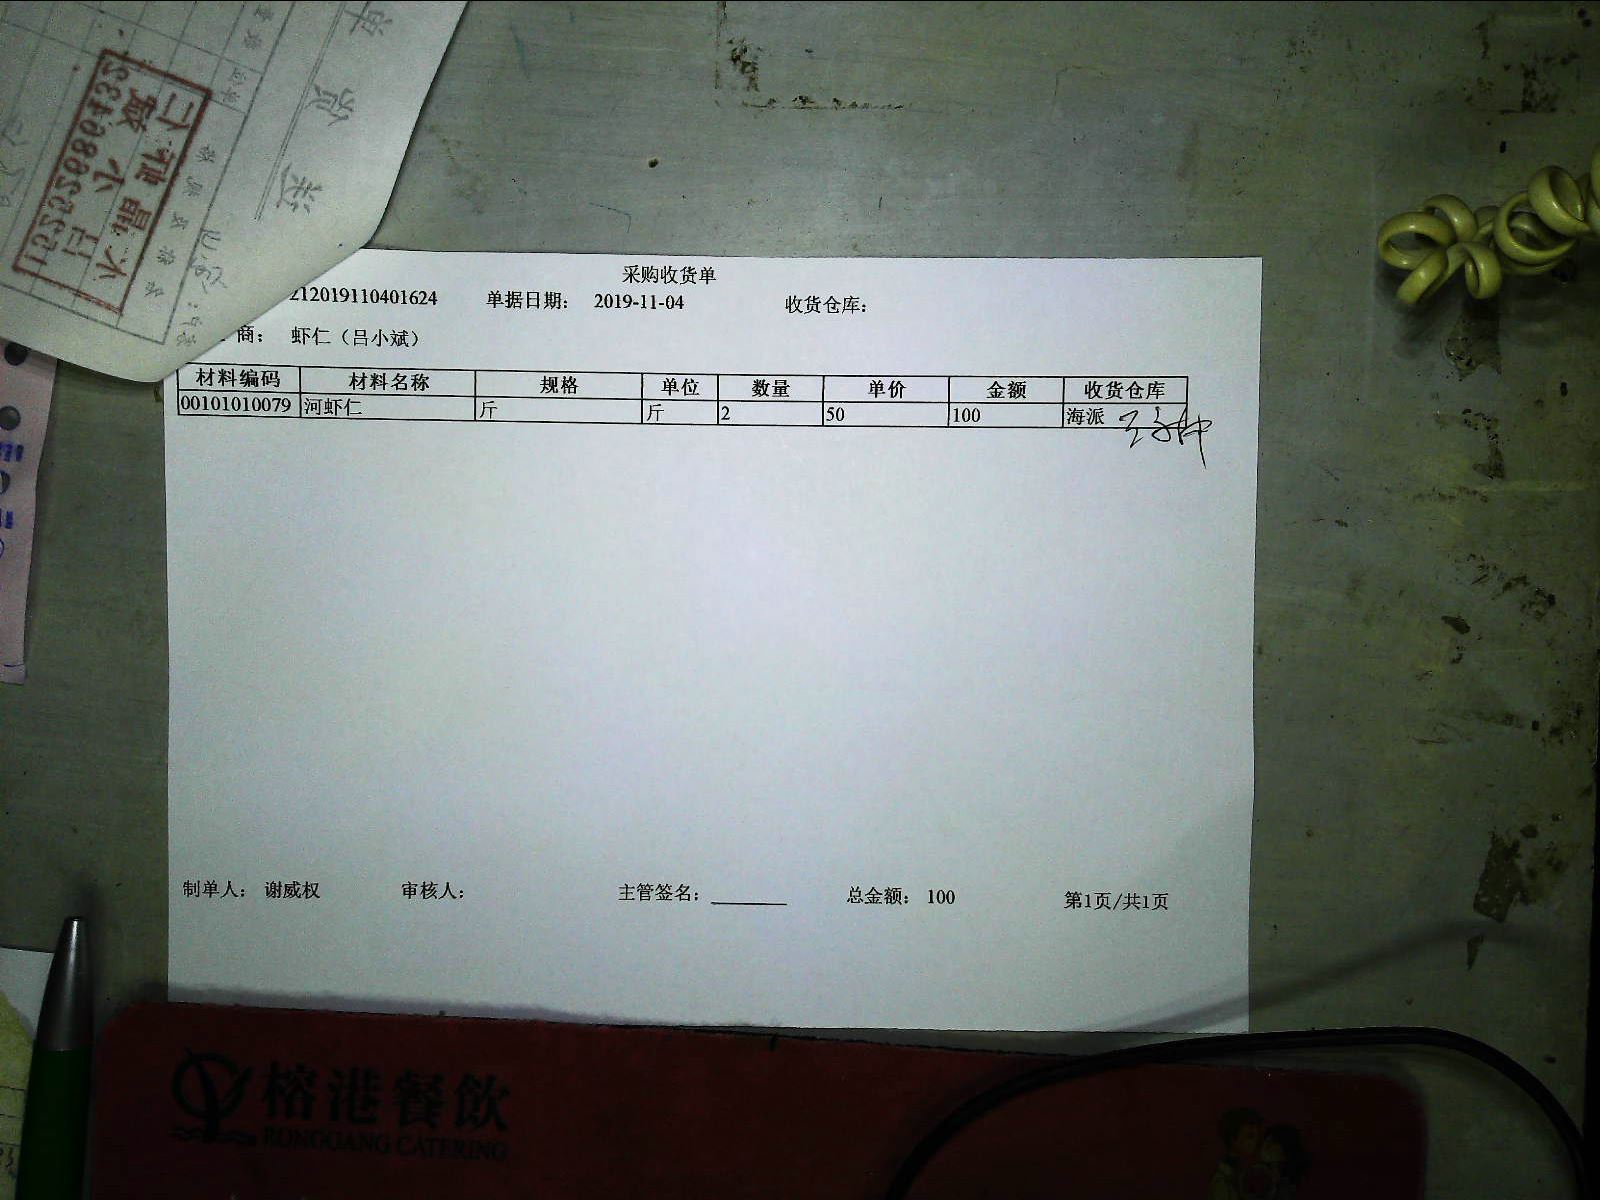 采购收货单
212019110401624 单据日期： 2019-11-04 收货仓库：
商： 虾仁（吕小斌）
材料编码 材料名称 规格 单位 数量 单价 金额 收货仓库
00101010079 河虾仁 斤 斤 2 50 100 海派
制单人： 谢威权 审核人： 主管签名： 总金额： 100 第1页/共1页
榕港餐飲
RONGGANG CATERING